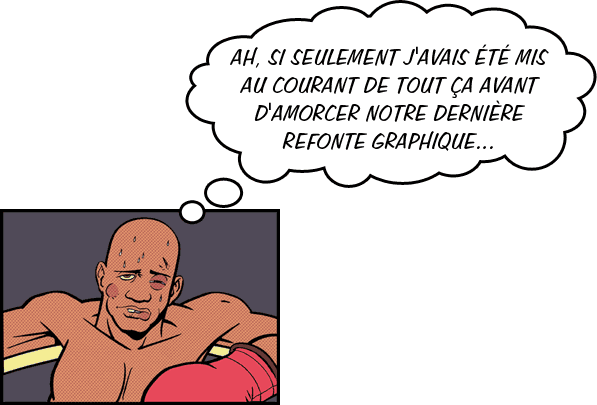 AH, SI SEULEMENT J'AVAIS ÉTÉ MIS
AU COURANT DE TOUT ÇA AVANT
D'AMORCER NOTRE DERNIÈRE
REFONTE GRAPHIQUE...